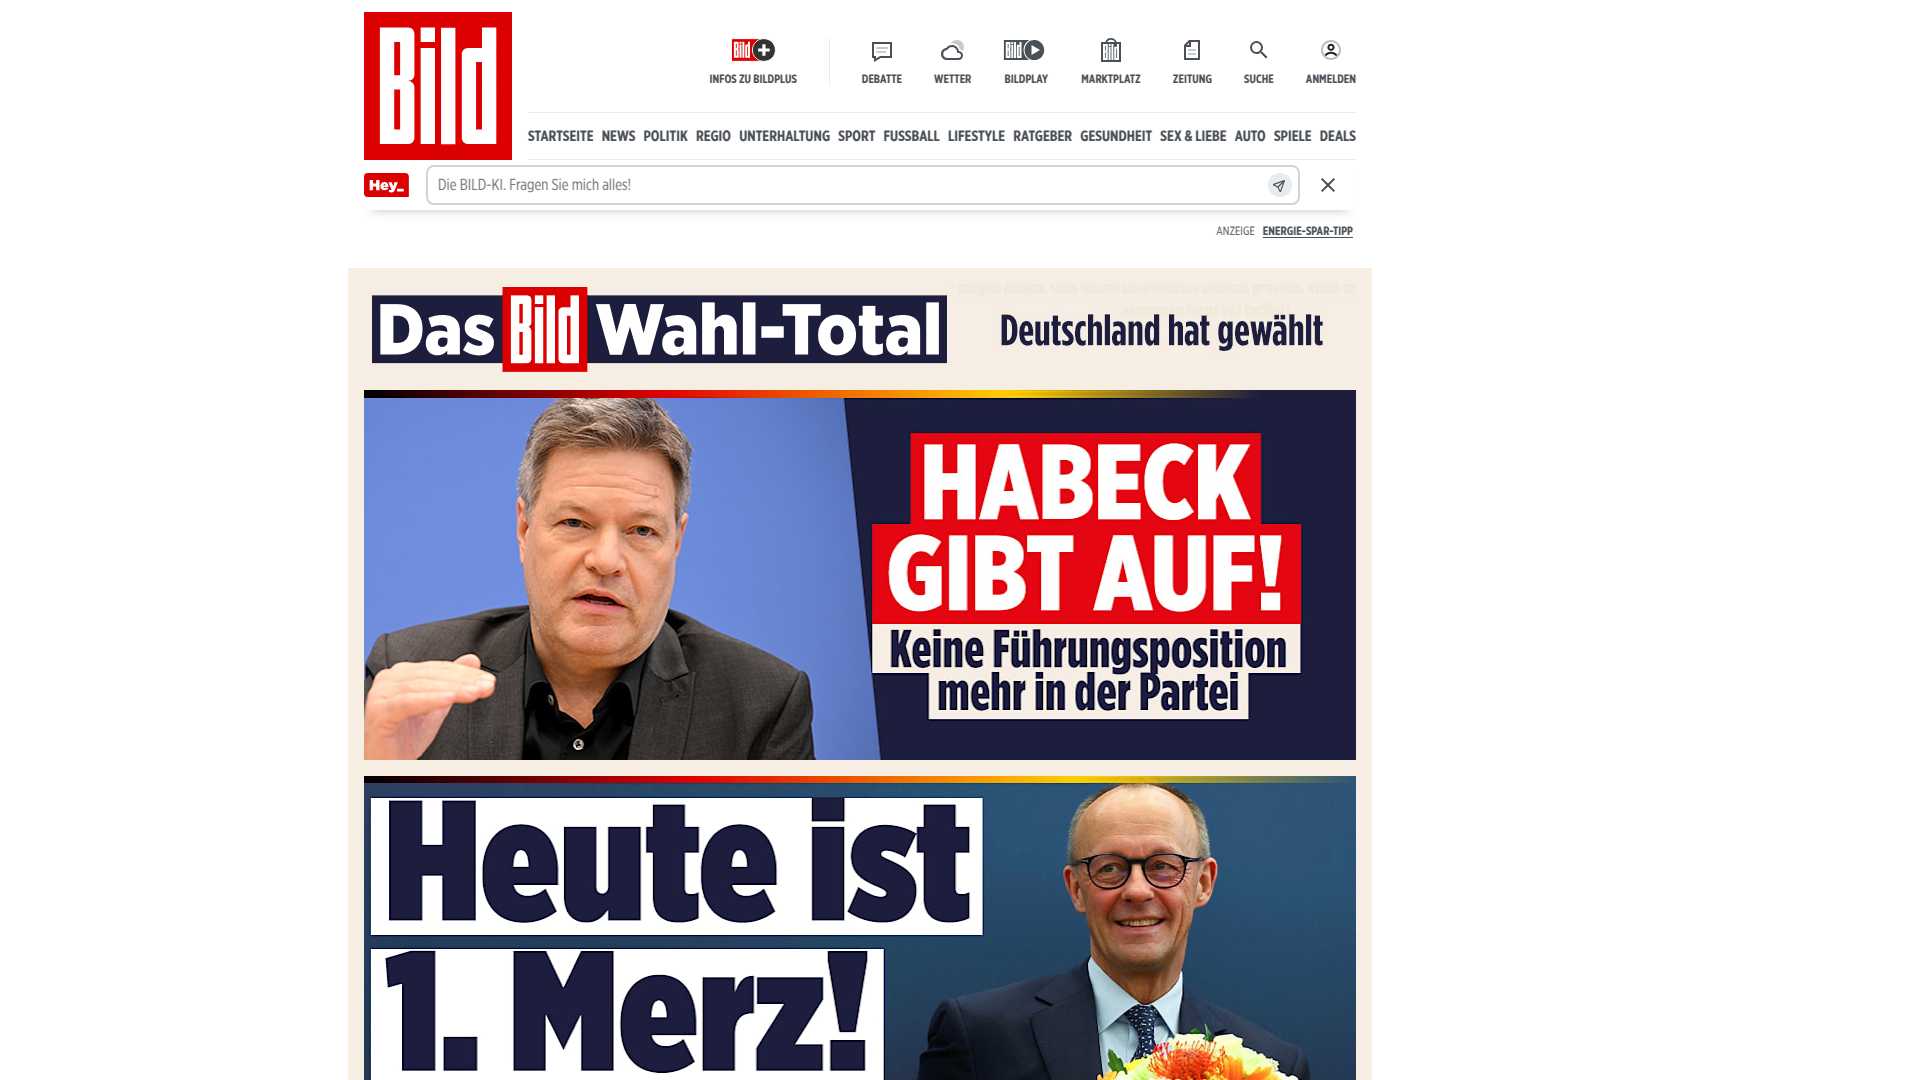 Bild
Bild
INFOS ZU BILDPLUS
DEBATTE
WETTER
Bild
BILDPLAY
Bild
MARKTPLATZ
ZEITUNG
SUCHE
ANMELDEN
STARTSEITE NEWS POLITIK REGIO UNTERHALTUNG SPORT FUSSBALL LIFESTYLE RATGEBER GESUNDHEIT SEX & LIEBE AUTO SPIELE DEALS
Hey_ Die BILD-KI. Fragen Sie mich alles!
ANZEIGE ENERGIE-SPAR-TIPP
Das Bild Wahl-Total
Deutschland hat gewählt
HABECK
GIBT AUF!
Keine Führungsposition
mehr in der Partei
Heute ist
1. Merz!